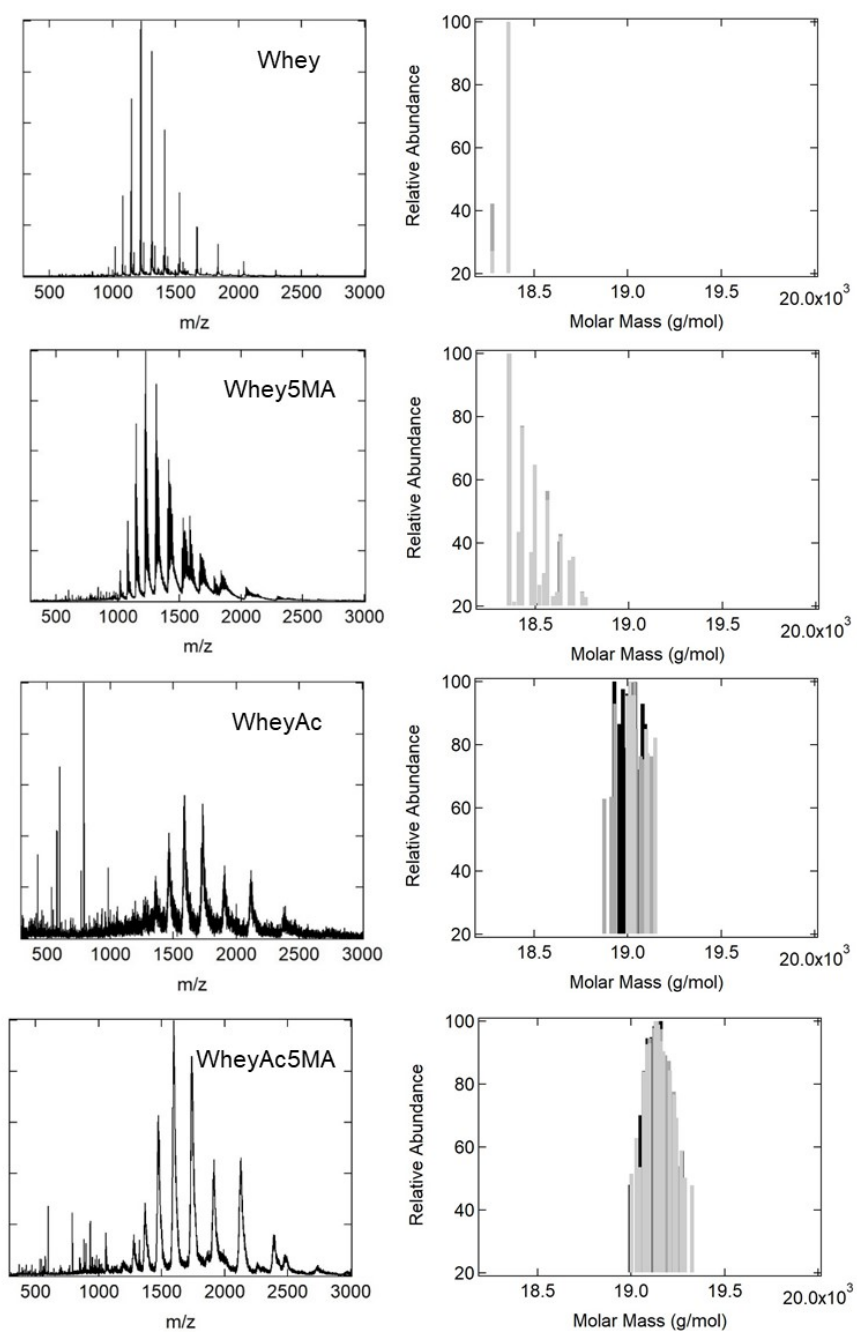 Whey
500 1000 1500 2000 2500 3000
m/z
Relative Abundance
100
80
60
40
20
18.5 19.0 19.5 20.0x10³
Molar Mass (g/mol)
Whey5MA
500 1000 1500 2000 2500 3000
m/z
Relative Abundance
100
80
60
40
20
18.5 19.0 19.5 20.0x10³
Molar Mass (g/mol)
WheyAc
500 1000 1500 2000 2500 3000
m/z
Relative Abundance
100
80
60
40
20
18.5 19.0 19.5 20.0x10³
Molar Mass (g/mol)
WheyAc5MA
500 1000 1500 2000 2500 3000
m/z
Relative Abundance
100
80
60
40
20
18.5 19.0 19.5 20.0x10³
Molar Mass (g/mol)